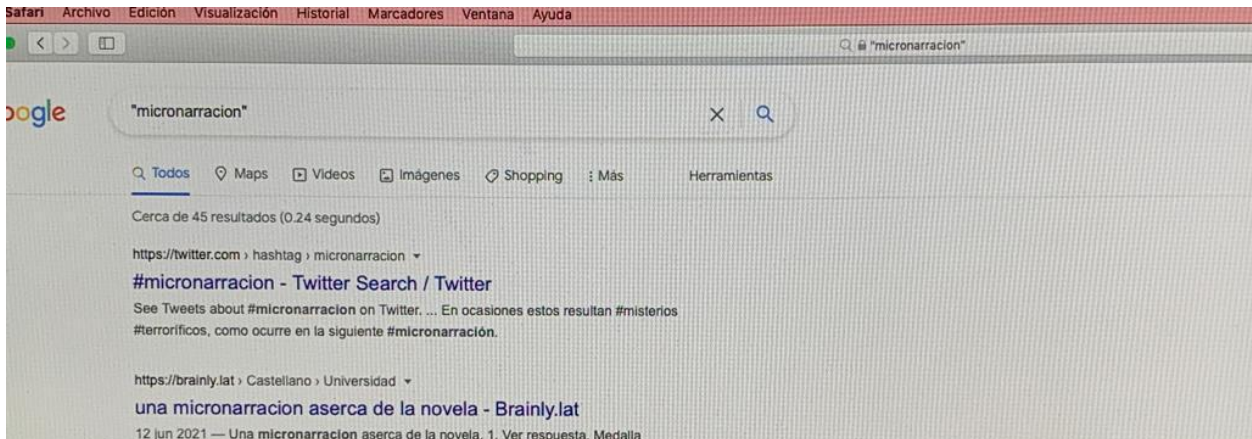 Safari Archivo Edición Visualización Historial Marcadores Ventana Ayuda
"micronarracion"
oogle "micronarracion"
Todos Maps Videos Imágenes Shopping Más Herramientas
Cerca de 45 resultados (0.24 segundos)
https://twitter.com › hashtag › micronarracion
#micronarracion - Twitter Search / Twitter
See Tweets about #micronarracion on Twitter. ... En ocasiones estos resultan #misterios
#terroríficos, como ocurre en la siguiente #micronarración.
https://brainly.lat › Castellano › Universidad
una micronarracion aserca de la novela - Brainly.lat
12 jun 2021 — Una micronarracion aserca de la novela. 1. Ver respuesta. Medalla